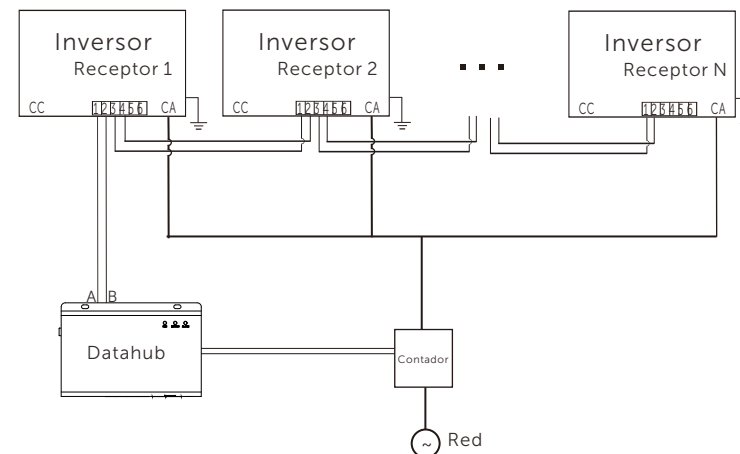 Inversor
Receptor 1
CC 123456 CA
Inversor
Receptor 2
CC 123456 CA
Inversor
Receptor N
CC 123456 CA
A B
Datahub
Contador
~ Red